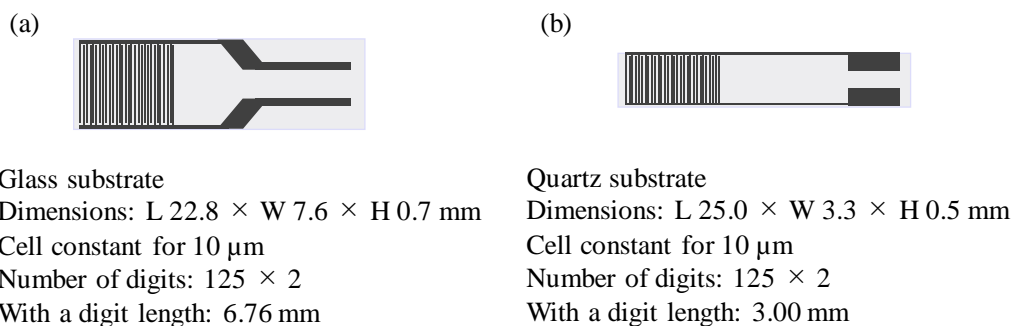 (a)
Glass substrate
Dimensions: L 22.8 × W 7.6 × H 0.7 mm
Cell constant for 10 µm
Number of digits: 125 × 2
With a digit length: 6.76 mm
(b)
Quartz substrate
Dimensions: L 25.0 × W 3.3 × H 0.5 mm
Cell constant for 10 µm
Number of digits: 125 × 2
With a digit length: 3.00 mm